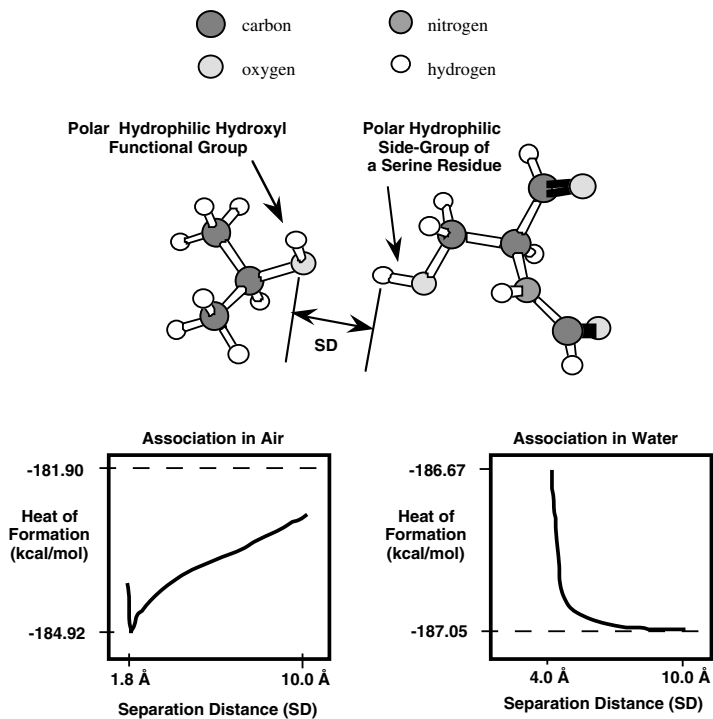 carbon
nitrogen
oxygen
hydrogen
Polar Hydrophilic Hydroxyl
Functional Group
Polar Hydrophilic
Side-Group of
a Serine Residue
SD
Association in Air
-181.90
Heat of
Formation
(kcal/mol)
-184.92
1.8 Å
10.0 Å
Separation Distance (SD)
Association in Water
-186.67
Heat of
Formation
(kcal/mol)
-187.05
4.0 Å
10.0 Å
Separation Distance (SD)